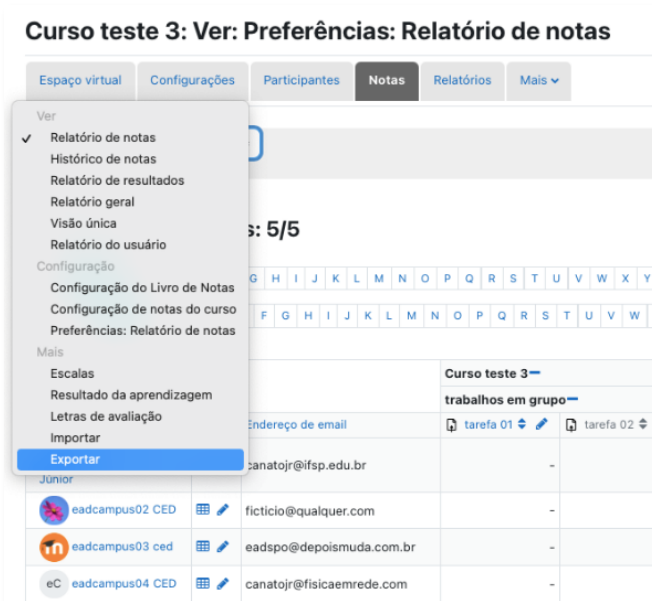 Curso teste 3: Ver: Preferências: Relatório de notas
Espaço virtual Configurações Participantes Notas Relatórios Mais
Ver
✓ Relatório de notas
Histórico de notas
Relatório de resultados
Relatório geral
Visão única
Relatório do usuário
Configuração
Configuração do Livro de Notas
Configuração de notas do curso
Preferências: Relatório de notas
Mais
Escalas
Resultado da aprendizagem
Letras de avaliação
Importar
Exportar
: 5/5
G H I J K L M N O P Q R S T U V W X Y
F G H I J K L M N O P Q R S T U V W
Curso teste 3
trabalhos em grupo
Endereço de email tarefa 01 tarefa 02
Júnior canatojr@ifsp.edu.br -
eadcampus02 CED ficticio@qualquer.com -
eadcampus03 ced eadspo@depoismuda.com.br -
eC eadcampus04 CED canatojr@fisicaemrede.com -